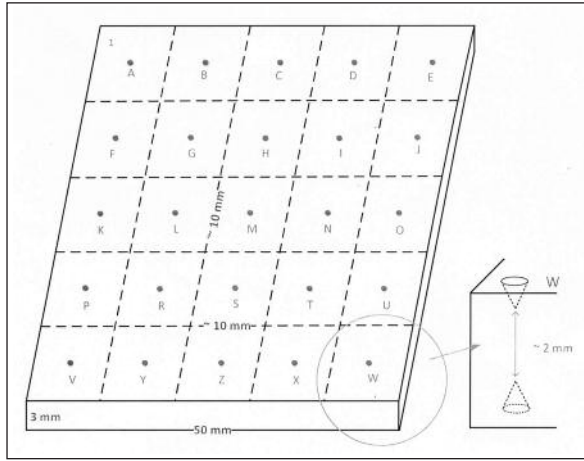 1
A B C D E
F G H I J
K L M N O
~ 10 mm
P R S T U
~ 10 mm
V Y Z X W
3 mm
50 mm
W
~ 2 mm